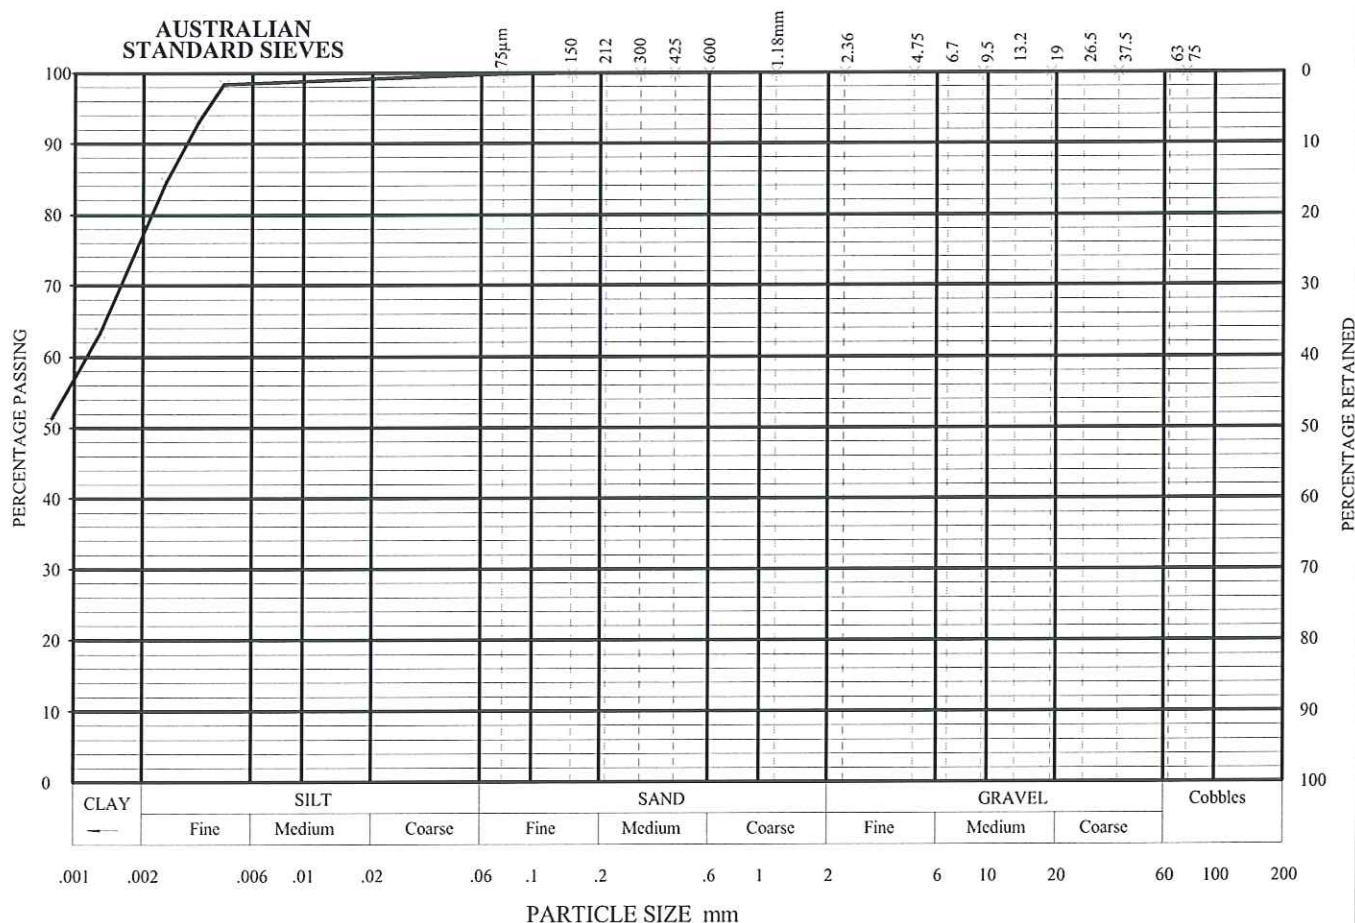 AUSTRALIAN
STANDARD SIEVES
75µm 150 212 300 425 600 1.18mm 2.36 4.75 6.7 9.5 13.2 19 26.5 37.5 63 75
100 0
90 10
80 20
70 30
60 40
50 50
40 60
30 70
20 80
10 90
0 100
PERCENTAGE PASSING
PERCENTAGE RETAINED
CLAY SILT SAND GRAVEL Cobbles
Fine Medium Coarse Fine Medium Coarse Fine Medium Coarse
.001 .002 .006 .01 .02 .06 .1 .2 .6 1 2 6 10 20 60 100 200
PARTICLE SIZE mm